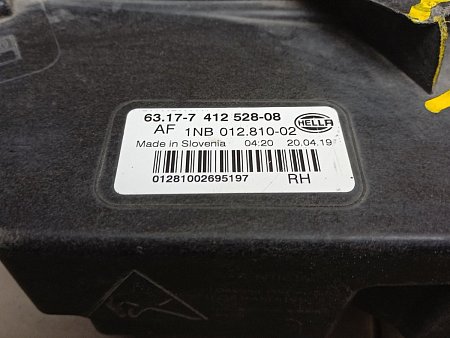 63.17-7 412 528-08
AF 1NB 012.810-02 HELLA
Made in Slovenia 04:20 20.04.19
01281002695197 RH